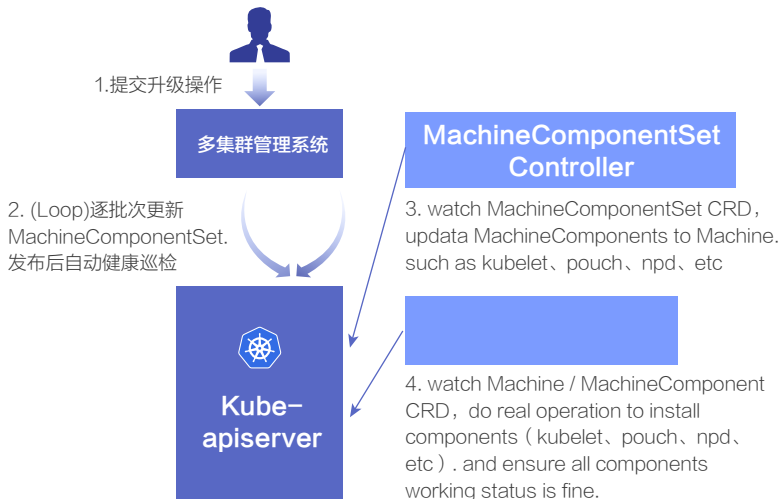 1.提交升级操作
多集群管理系统
2. (Loop)逐批次更新
MachineComponentSet.
发布后自动健康巡检
Kube-
apiserver
MachineComponentSet
Controller
3. watch MachineComponentSet CRD，
updata MachineComponents to Machine.
such as kubelet、pouch、npd、etc
4. watch Machine / MachineComponent
CRD，do real operation to install
components（kubelet、pouch、npd、
etc）. and ensure all components
working status is fine.